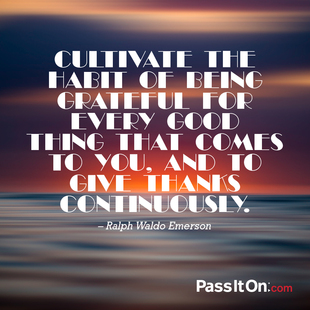 CULTIVATE THE
HABIT OF BEING
GRATEFUL FOR
EVERY GOOD
THING THAT COMES
TO YOU, AND TO
GIVE THANKS
CONTINUOUSLY.
– Ralph Waldo Emerson
PassItOn.com